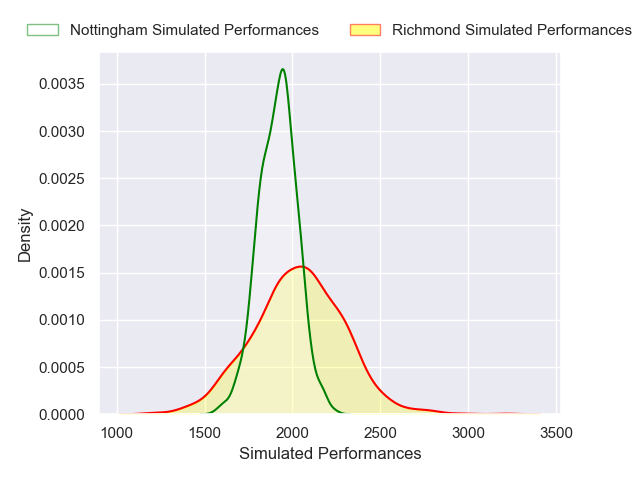 Nottingham Simulated Performances Richmond Simulated Performances
0.0035
0.0030
0.0025
0.0020
0.0015
0.0010
0.0005
0.0000
Density
1000 1500 2000 2500 3000 3500
Simulated Performances